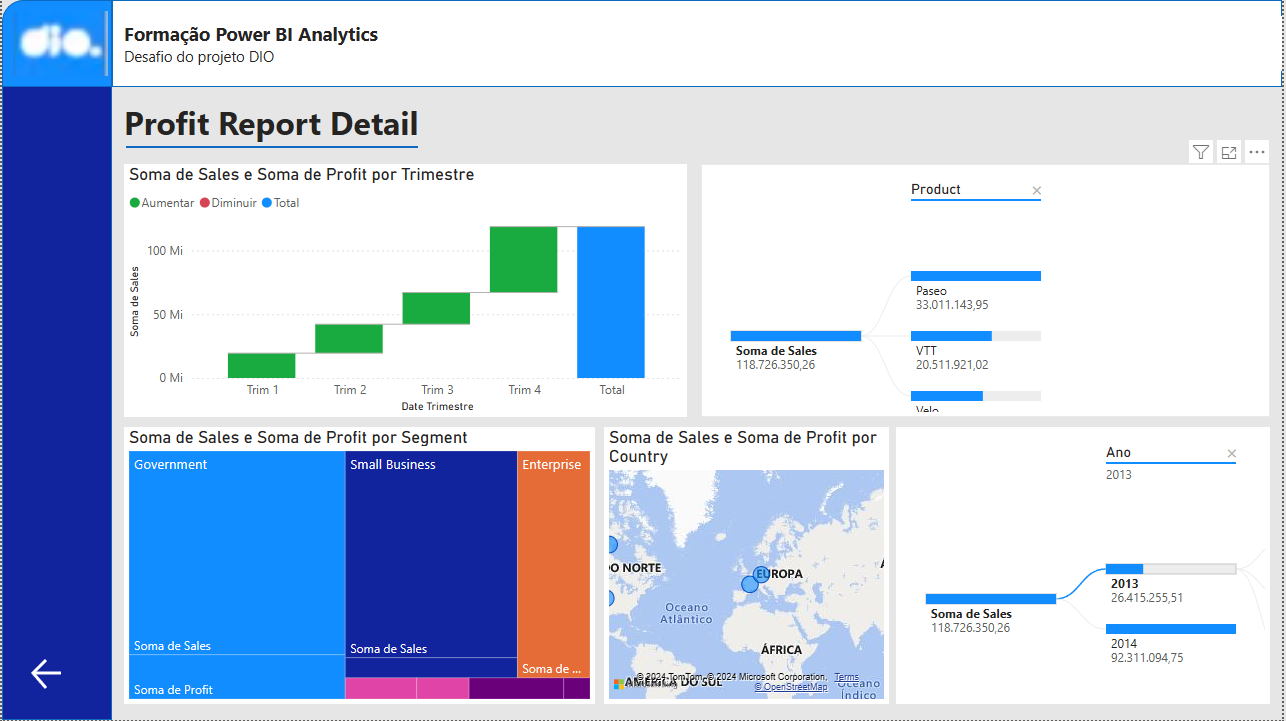 dio.
Formação Power BI Analytics
Desafio do projeto DIO
Profit Report Detail
Soma de Sales e Soma de Profit por Trimestre
Aumentar Diminuir Total
Soma de Sales
100 Mi
50 Mi
0 Mi
Trim 1 Trim 2 Trim 3 Trim 4 Total
Date Trimestre
Product
Soma de Sales
118.726.350,26
Paseo
33.011.143,95
VTT
20.511.921,02
Velo
Soma de Sales e Soma de Profit por Segment
Government
Soma de Sales
Soma de Profit
Small Business
Soma de Sales
Enterprise
Soma de ...
Soma de Sales e Soma de Profit por
Country
DO NORTE
EUROPA
Oceano
Atlântico
ÁFRICA
AMÉRICA DO SUL
Oceano
Índico
© 2024 TomTom, © 2024 Microsoft Corporation, Terms
© OpenStreetMap
Ano
2013
Soma de Sales
118.726.350,26
2013
26.415.255,51
2014
92.311.094,75